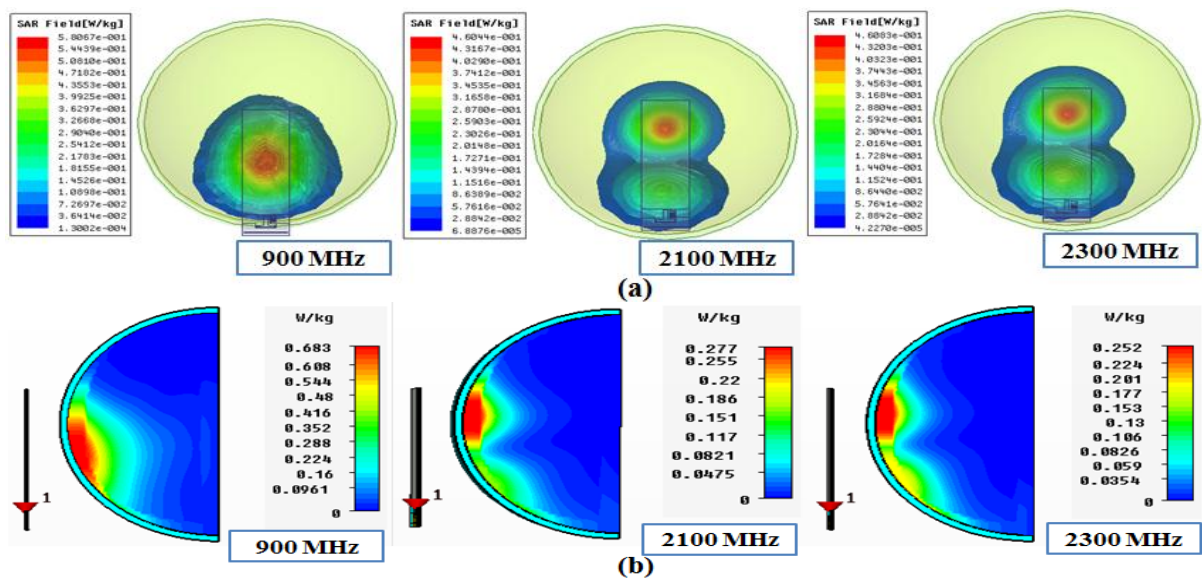 SAR Field[W/kg]
5.8067e-001
5.4439e-001
5.0810e-001
4.7182e-001
4.3553e-001
3.9925e-001
3.6297e-001
3.2668e-001
2.9040e-001
2.5412e-001
2.1783e-001
1.8155e-001
1.4526e-001
1.0898e-001
7.2697e-002
3.6414e-002
1.3002e-004
900 MHz
SAR Field[W/kg]
4.6044e-001
4.3167e-001
4.0290e-001
3.7412e-001
3.4535e-001
3.1658e-001
2.8780e-001
2.5903e-001
2.3026e-001
2.0148e-001
1.7271e-001
1.4394e-001
1.1516e-001
8.6389e-002
5.7616e-002
2.8842e-002
6.8876e-005
2100 MHz
SAR Field[W/kg]
4.6083e-001
4.3203e-001
4.0323e-001
3.7443e-001
3.4563e-001
3.1684e-001
2.8804e-001
2.5924e-001
2.3044e-001
2.0164e-001
1.7284e-001
1.4404e-001
1.1524e-001
8.6440e-002
5.7641e-002
2.8842e-002
4.2270e-005
2300 MHz
(a)
1
W/kg
0.683
0.608
0.544
0.48
0.416
0.352
0.288
0.224
0.16
0.0961
0
900 MHz
1
W/kg
0.277
0.255
0.22
0.186
0.151
0.117
0.0821
0.0475
0
2100 MHz
1
W/kg
0.252
0.224
0.201
0.177
0.153
0.13
0.106
0.0826
0.059
0.0354
0
2300 MHz
(b)